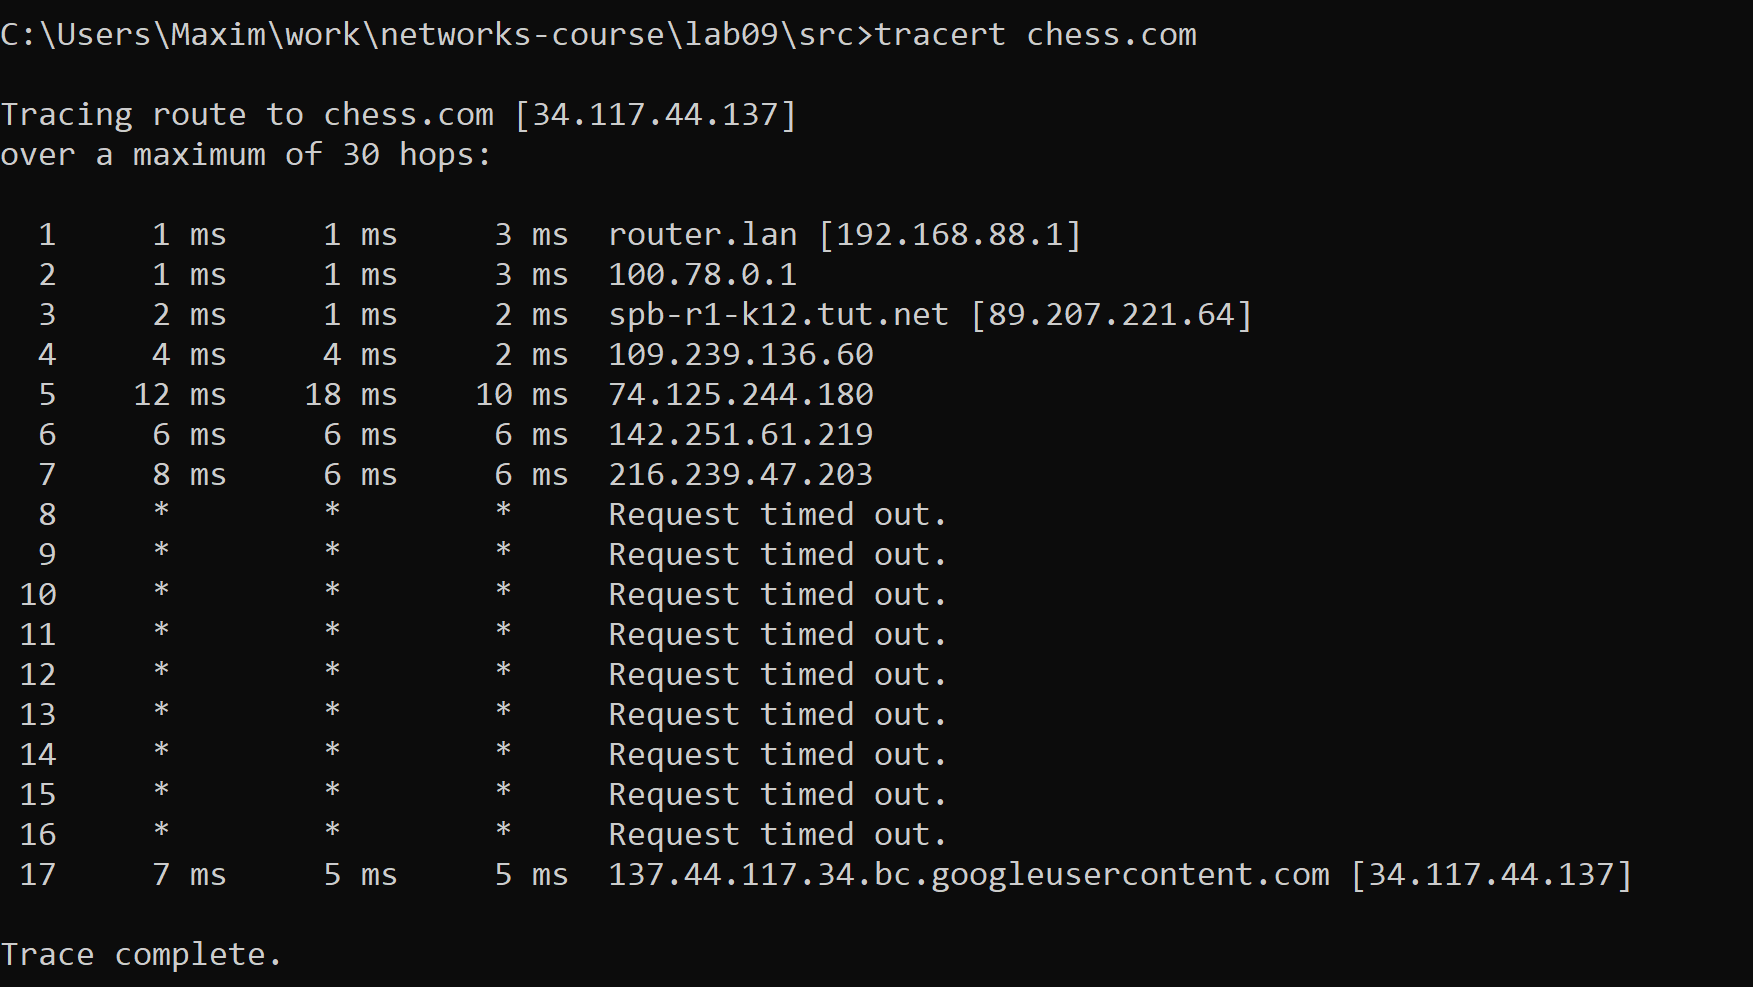 C:\Users\Maxim\work\networks-course\lab09\src>tracert chess.com
Tracing route to chess.com [34.117.44.137]
over a maximum of 30 hops:
1 1 ms 1 ms 3 ms router.lan [192.168.88.1]
2 1 ms 1 ms 3 ms 100.78.0.1
3 2 ms 1 ms 2 ms spb-r1-k12.tut.net [89.207.221.64]
4 4 ms 4 ms 2 ms 109.239.136.60
5 12 ms 18 ms 10 ms 74.125.244.180
6 6 ms 6 ms 6 ms 142.251.61.219
7 8 ms 6 ms 6 ms 216.239.47.203
8 * * * Request timed out.
9 * * * Request timed out.
10 * * * Request timed out.
11 * * * Request timed out.
12 * * * Request timed out.
13 * * * Request timed out.
14 * * * Request timed out.
15 * * * Request timed out.
16 * * * Request timed out.
17 7 ms 5 ms 5 ms 137.44.117.34.bc.googleusercontent.com [34.117.44.137]
Trace complete.